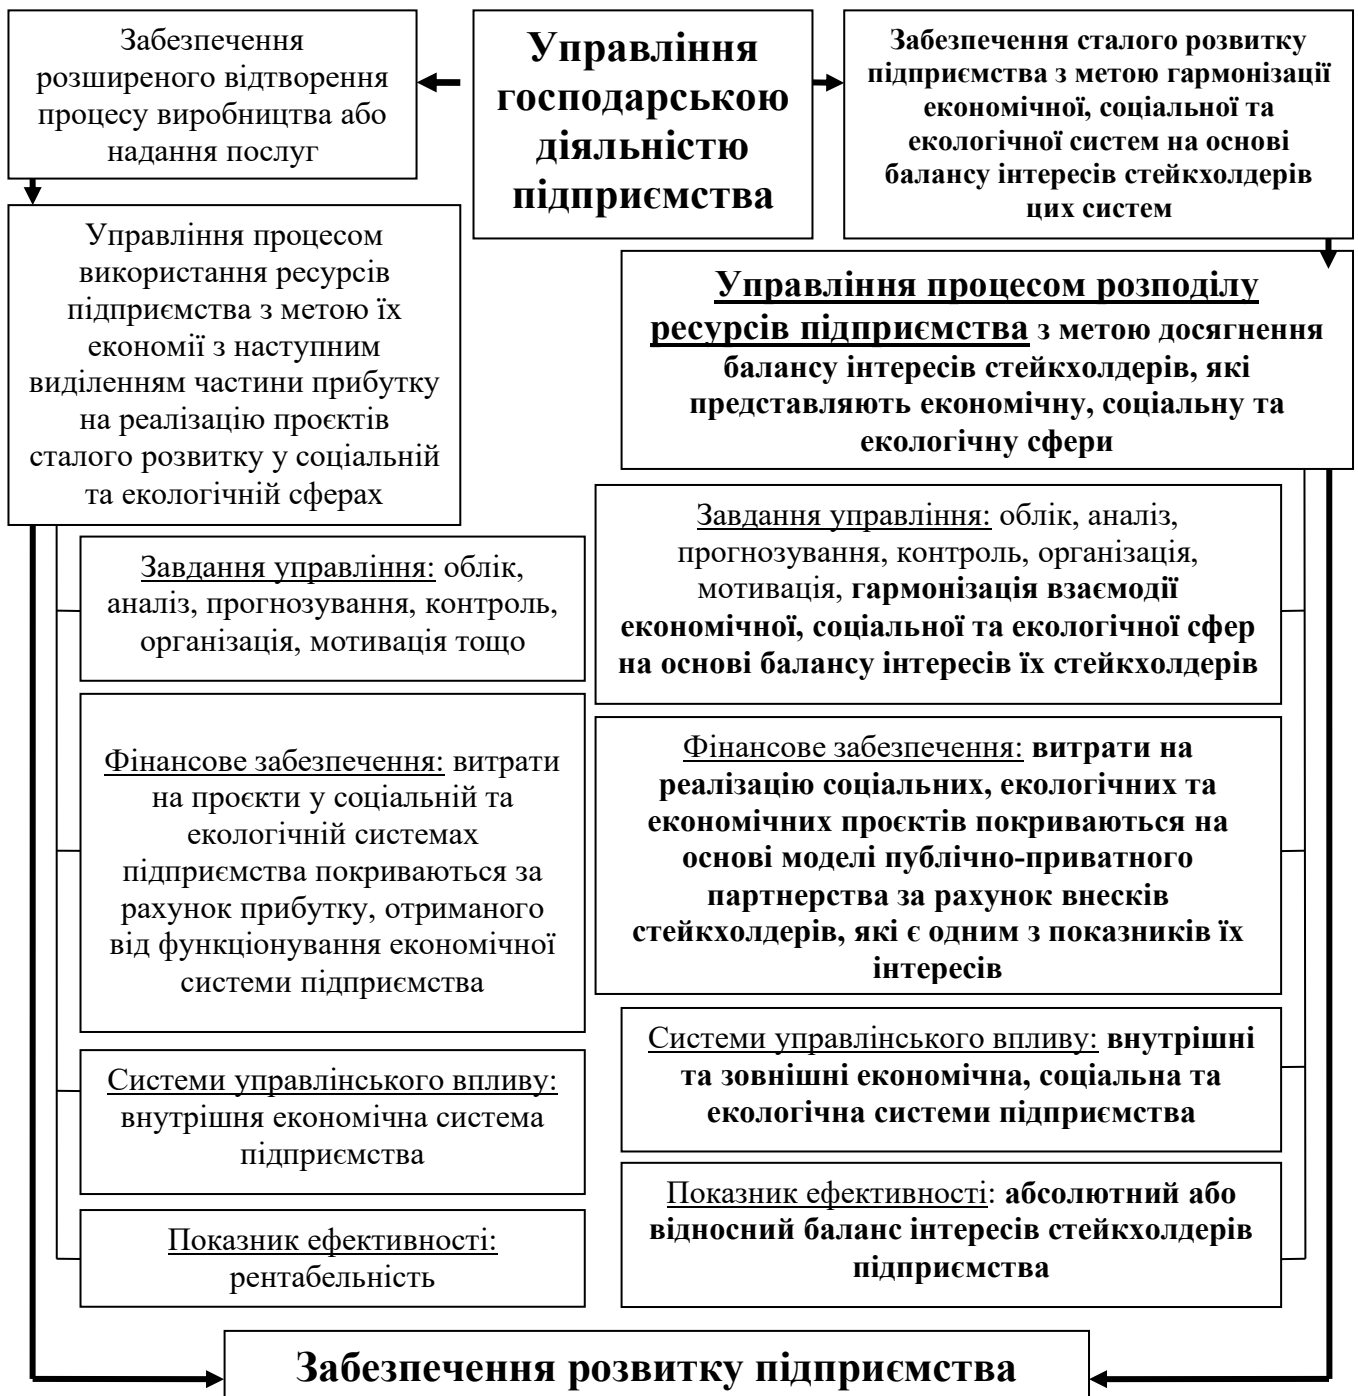 Забезпечення
розширеного відтворення
процесу виробництва або
надання послуг
Управління
господарською
діяльністю
підприємства
Забезпечення сталого розвитку
підприємства з метою гармонізації
економічної, соціальної та
екологічної систем на основі
балансу інтересів стейкхолдерів
цих систем
Управління процесом
використання ресурсів
підприємства з метою їх
економії з наступним
виділенням частини прибутку
на реалізацію проєктів
сталого розвитку у соціальній
та екологічній сферах
Управління процесом розподілу
ресурсів підприємства з метою досягнення
балансу інтересів стейкхолдерів, які
представляють економічну, соціальну та
екологічну сфери
Завдання управління: облік,
аналіз, прогнозування, контроль,
організація, мотивація тощо
Завдання управління: облік, аналіз,
прогнозування, контроль, організація,
мотивація, гармонізація взаємодії
економічної, соціальної та екологічної сфер
на основі балансу інтересів їх стейкхолдерів
Фінансове забезпечення: витрати
на проєкти у соціальній та
екологічній системах
підприємства покриваються за
рахунок прибутку, отриманого
від функціонування економічної
системи підприємства
Фінансове забезпечення: витрати на
реалізацію соціальних, екологічних та
економічних проєктів покриваються на
основі моделі публічно-приватного
партнерства за рахунок внесків
стейкхолдерів, які є одним з показників їх
інтересів
Системи управлінського впливу:
внутрішня економічна система
підприємства
Системи управлінського впливу: внутрішні
та зовнішні економічна, соціальна та
екологічна системи підприємства
Показник ефективності:
рентабельність
Показник ефективності: абсолютний або
відносний баланс інтересів стейкхолдерів
підприємства
Забезпечення розвитку підприємства